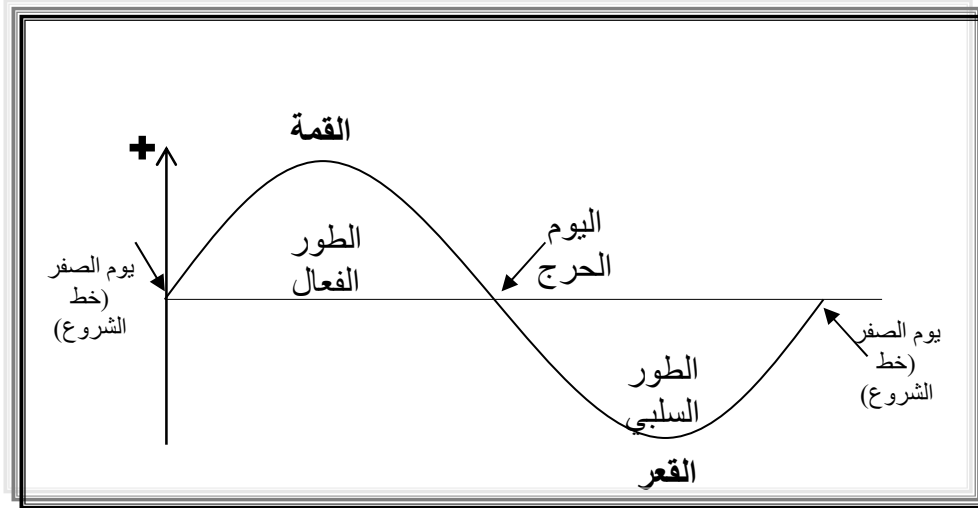 القمة
+
اليوم
الحرج
الطور
الفعال
يوم الصفر
(خط
الشروع)
يوم الصفر
(خط
الشروع)
الطور
السلبي
القعر